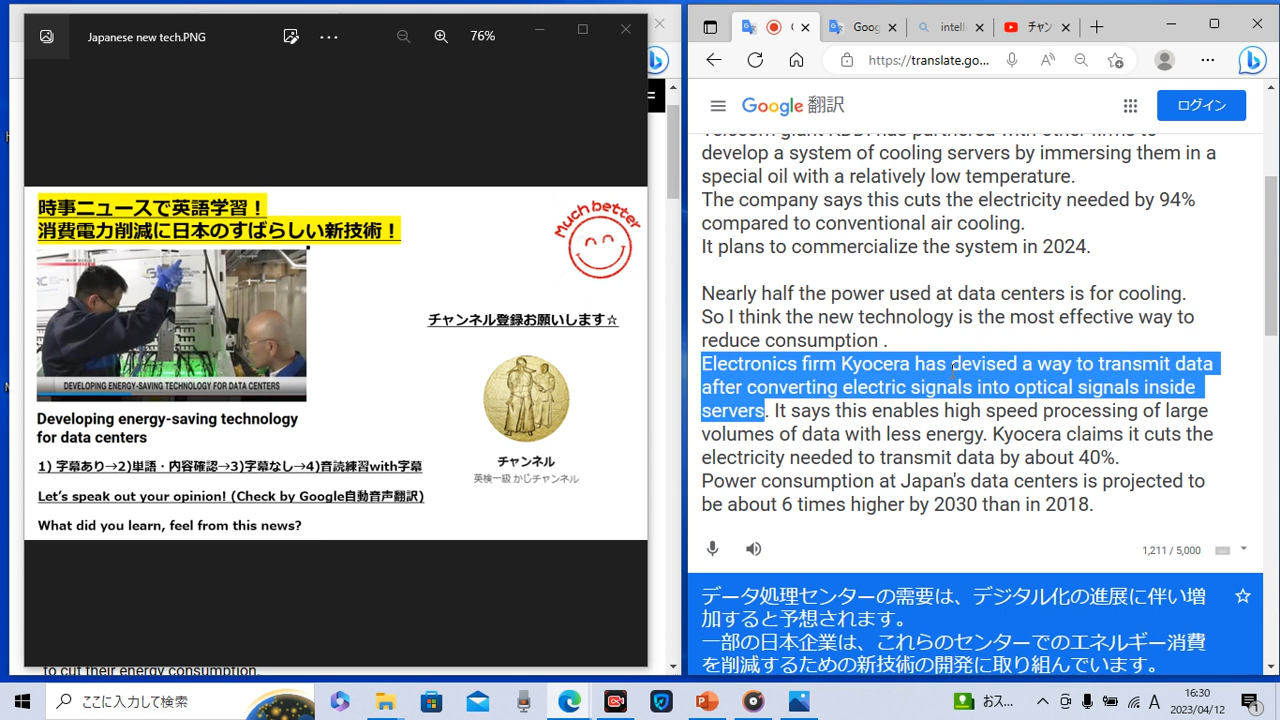 Japanese new tech.PNG
76%
時事ニュースで英語学習！
消費電力削減に日本のすばらしい新技術！
Much better
DEVELOPING ENERGY-SAVING TECHNOLOGY FOR DATA CENTERS
Developing energy-saving technology
for data centers
チャンネル登録お願いします☆
チャンネル
英検一級 かじチャンネル
1) 字幕あり→2)単語・内容確認→3)字幕なし→4)音読練習with字幕
Let's speak out your opinion! (Check by Google自動音声翻訳)
What did you learn, feel from this news?
to cut their energy consumption.
Goog
intell
チャン
https://translate.go...
Google 翻訳
ログイン
Telecom giant KDDI has partnered with other firms to
develop a system of cooling servers by immersing them in a
special oil with a relatively low temperature.
The company says this cuts the electricity needed by 94%
compared to conventional air cooling.
It plans to commercialize the system in 2024.
Nearly half the power used at data centers is for cooling.
So I think the new technology is the most effective way to
reduce consumption .
Electronics firm Kyocera has devised a way to transmit data
after converting electric signals into optical signals inside
servers. It says this enables high speed processing of large
volumes of data with less energy. Kyocera claims it cuts the
electricity needed to transmit data by about 40%.
Power consumption at Japan's data centers is projected to
be about 6 times higher by 2030 than in 2018.
1,211 / 5,000
データ処理センターの需要は、デジタル化の進展に伴い増
加すると予想されます。
一部の日本企業は、これらのセンターでのエネルギー消費
を削減するための新技術の開発に取り組んでいます。
ここに入力して検索
おス...
A
16:30
2023/04/12